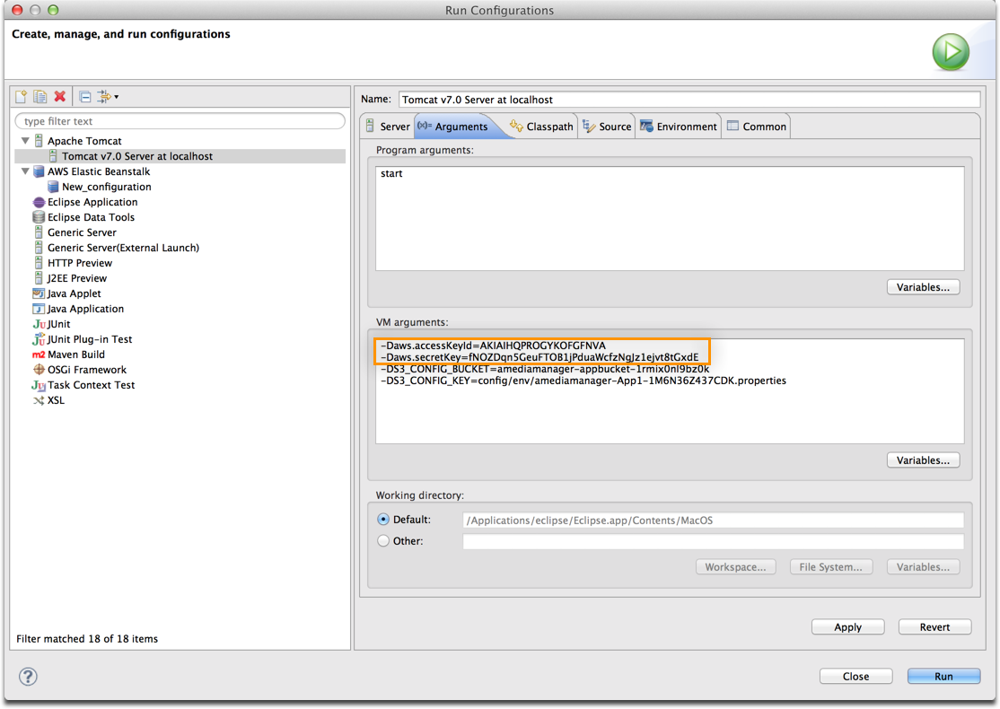 Run Configurations
Create, manage, and run configurations
type filter text
Apache Tomcat
Tomcat v7.0 Server at localhost
AWS Elastic Beanstalk
New_configuration
Eclipse Application
Eclipse Data Tools
Generic Server
Generic Server(External Launch)
HTTP Preview
J2EE Preview
Java Applet
Java Application
Ju JUnit
JUnit Plug-in Test
m2 Maven Build
OSGi Framework
Task Context Test
XSL
Filter matched 18 of 18 items
Name: Tomcat v7.0 Server at localhost
Server (x)= Arguments Classpath Source Environment Common
Program arguments:
start
Variables...
VM arguments:
-Daws.accessKeyId=AKIAIHQPROGYKOFGFNVA
-Daws.secretKey=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
-DS3_CONFIG_BUCKET=amediamanager-appbucket-1rmix0nl9bz0k
-DS3_CONFIG_KEY=config/env/amediamanager-App1-1M6N36Z437CDK.properties
Variables...
Working directory:
Default: /Applications/eclipse/Eclipse.app/Contents/MacOS
Other:
Workspace... File System... Variables...
Apply Revert
? Close Run